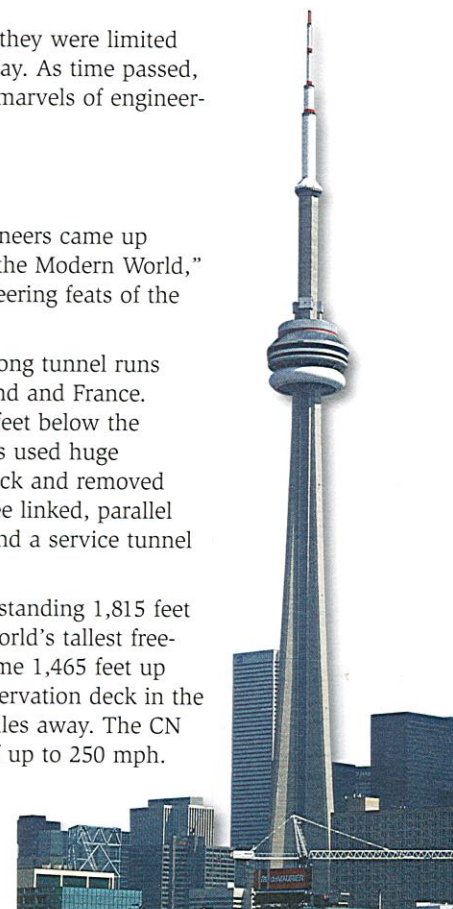 they were limited
ay. As time passed,
marvels of engineer-
neers came up
the Modern World,"
eering feats of the
ong tunnel runs
nd and France.
feet below the
s used huge
ck and removed
e linked, parallel
nd a service tunnel
standing 1,815 feet
orld's tallest free-
me 1,465 feet up
ervation deck in the
les away. The CN
f up to 250 mph.